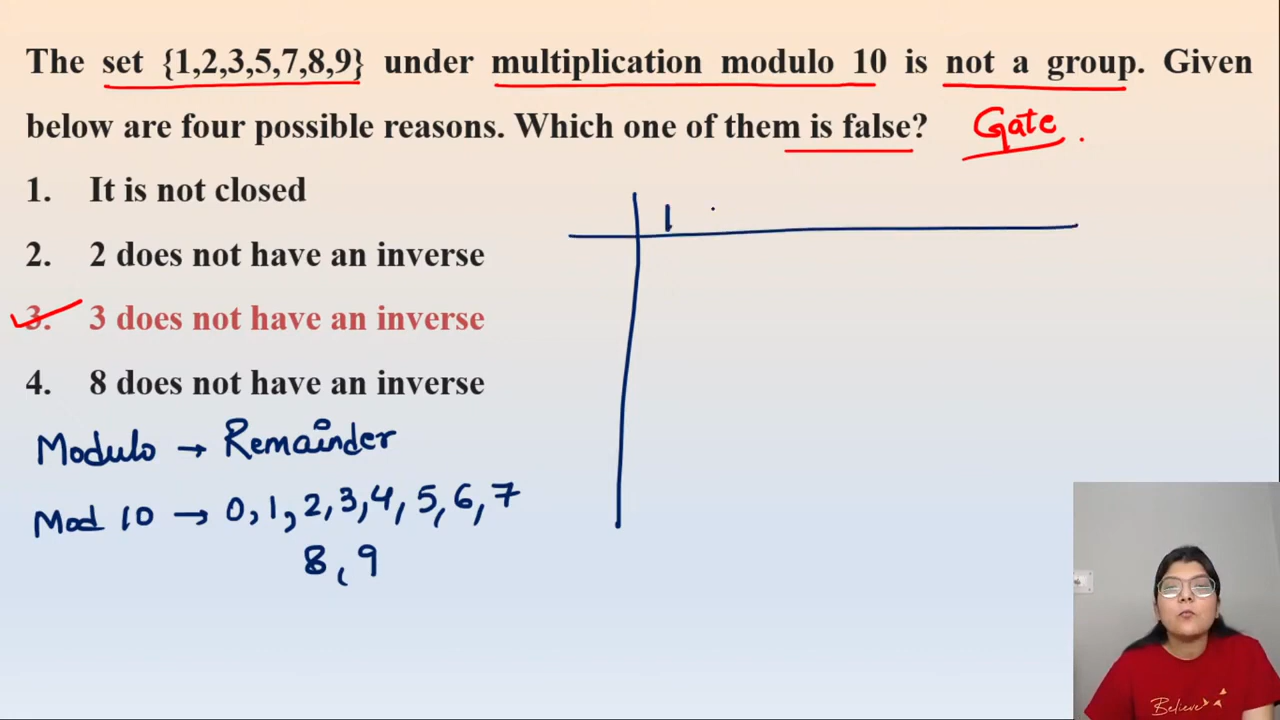 The set {1,2,3,5,7,8,9} under multiplication modulo 10 is not a group. Given
below are four possible reasons. Which one of them is false? Gate.
1. It is not closed
2. 2 does not have an inverse
3. 3 does not have an inverse
4. 8 does not have an inverse
1
Modulo → Remainder
Mod 10 → 0,1,2,3,4,5,6,7
8,9
Believe